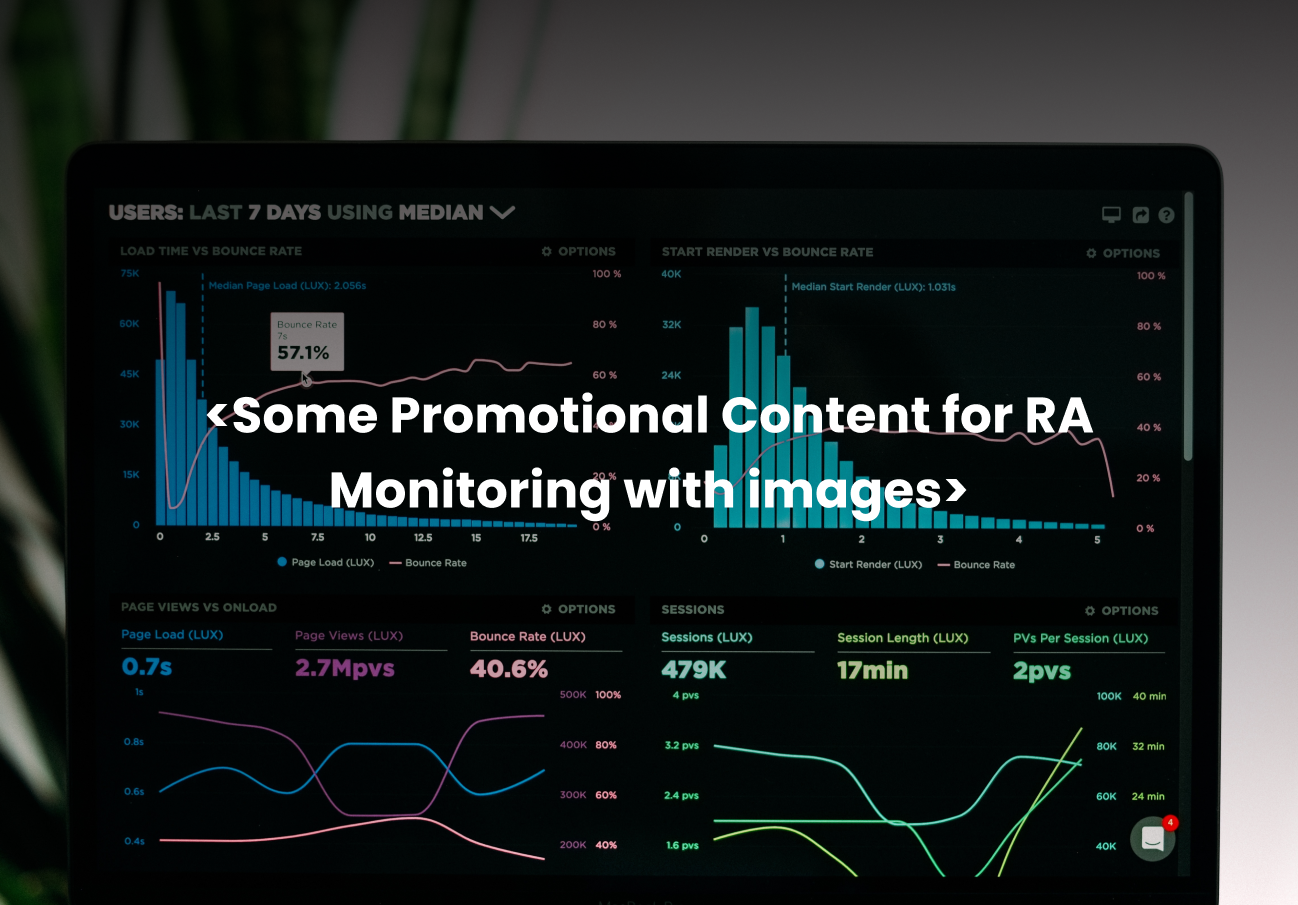 USERS: LAST 7 DAYS USING MEDIAN
LOAD TIME VS BOUNCE RATE
OPTIONS
75K
100 %
Median Page Load (LUX): 2.056s
60K
80 %
Bounce Rate
7s
57.1%
45K
60 %
30K
15K
20 %
0
0 %
0 2.5 5 7.5 10 12.5 15 17.5
Page Load (LUX) Bounce Rate
START RENDER VS BOUNCE RATE
OPTIONS
40K
100 %
Median Start Render (LUX): 1.031s
32K
80 %
24K
60 %
40 %
20 %
0
0 %
0 1 2 3 4 5
Start Render (LUX) Bounce Rate
<Some Promotional Content for RA
Monitoring with images>
PAGE VIEWS VS ONLOAD
OPTIONS
Page Load (LUX) Page Views (LUX) Bounce Rate (LUX)
0.7s 2.7Mpvs 40.6%
1s 500K 100%
0.8s 400K 80%
0.6s 300K 60%
0.4s 200K 40%
SESSIONS
OPTIONS
Sessions (LUX) Session Length (LUX) PVs Per Session (LUX)
479K 17min 2pvs
4 pvs 100K 40 min
3.2 pvs 80K 32 min
2.4 pvs 60K 24 min
1.6 pvs 40K
4